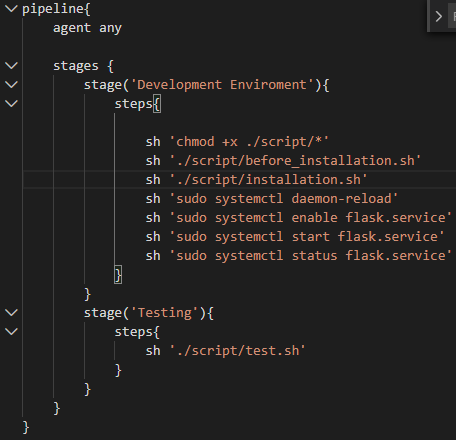 pipeline{
    agent any

    stages {
        stage('Development Enviroment'){
            steps{

                sh 'chmod +x ./script/*'
                sh './script/before_installation.sh'
                sh './script/installation.sh'
                sh 'sudo systemctl daemon-reload'
                sh 'sudo systemctl enable flask.service'
                sh 'sudo systemctl start flask.service'
                sh 'sudo systemctl status flask.service'
            }
        }
        stage('Testing'){
            steps{
                sh './script/test.sh'
            }
        }
    }
}